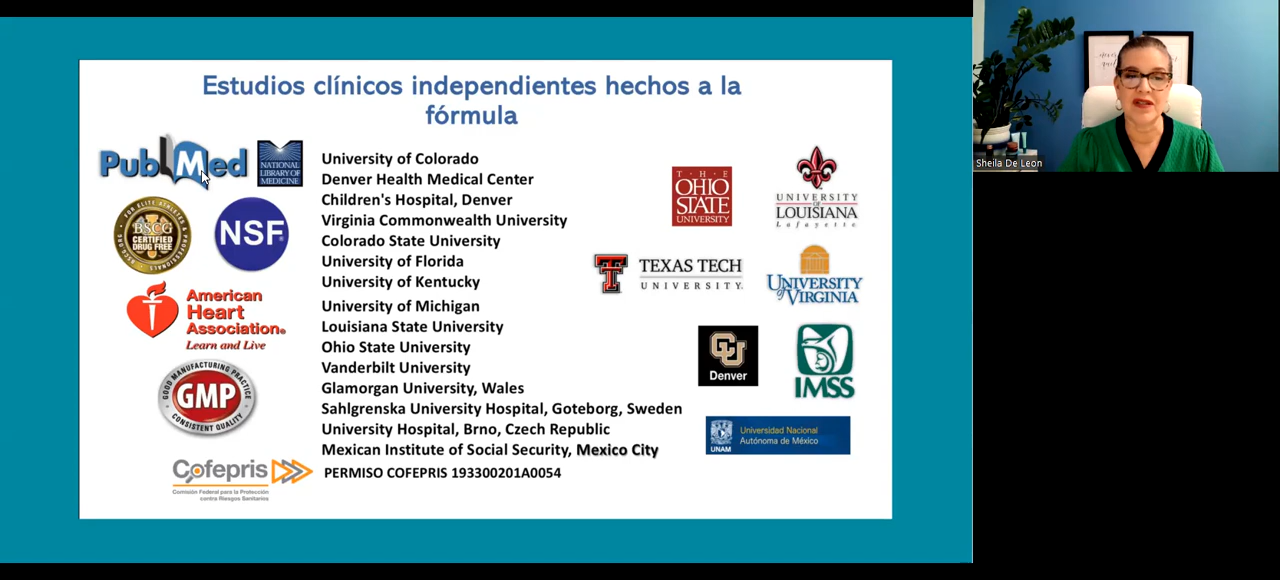 Estudios clínicos independientes hechos a la
fórmula
PubMed
NATIONAL
LIBRARY OF
MEDICINE
FOR ELITE ATHLETES & PROFESSIONALS
BSCG
CERTIFIED
DRUG FREE
NSF®
American
Heart
Association®
Learn and Live
GOOD MANUFACTURING PRACTICE
GMP
CONSISTENT QUALITY
Cofepris
Comisión Federal para la Protección
contra Riesgos Sanitarios
University of Colorado
Denver Health Medical Center
Children's Hospital, Denver
Virginia Commonwealth University
Colorado State University
University of Florida
University of Kentucky
University of Michigan
Louisiana State University
Ohio State University
Vanderbilt University
Glamorgan University, Wales
Sahlgrenska University Hospital, Goteborg, Sweden
University Hospital, Brno, Czech Republic
Mexican Institute of Social Security, Mexico City
PERMISO COFEPRIS 193300201A0054
THE
OHIO
STATE
UNIVERSITY
UNIVERSITY
OF
LOUISIANA
Lafayette
TEXAS TECH
UNIVERSITY.
UNIVERSITY
of VIRGINIA
CU
Denver
IMSS
UNAM
Universidad Nacional
Autónoma de México
Sheila De Leon